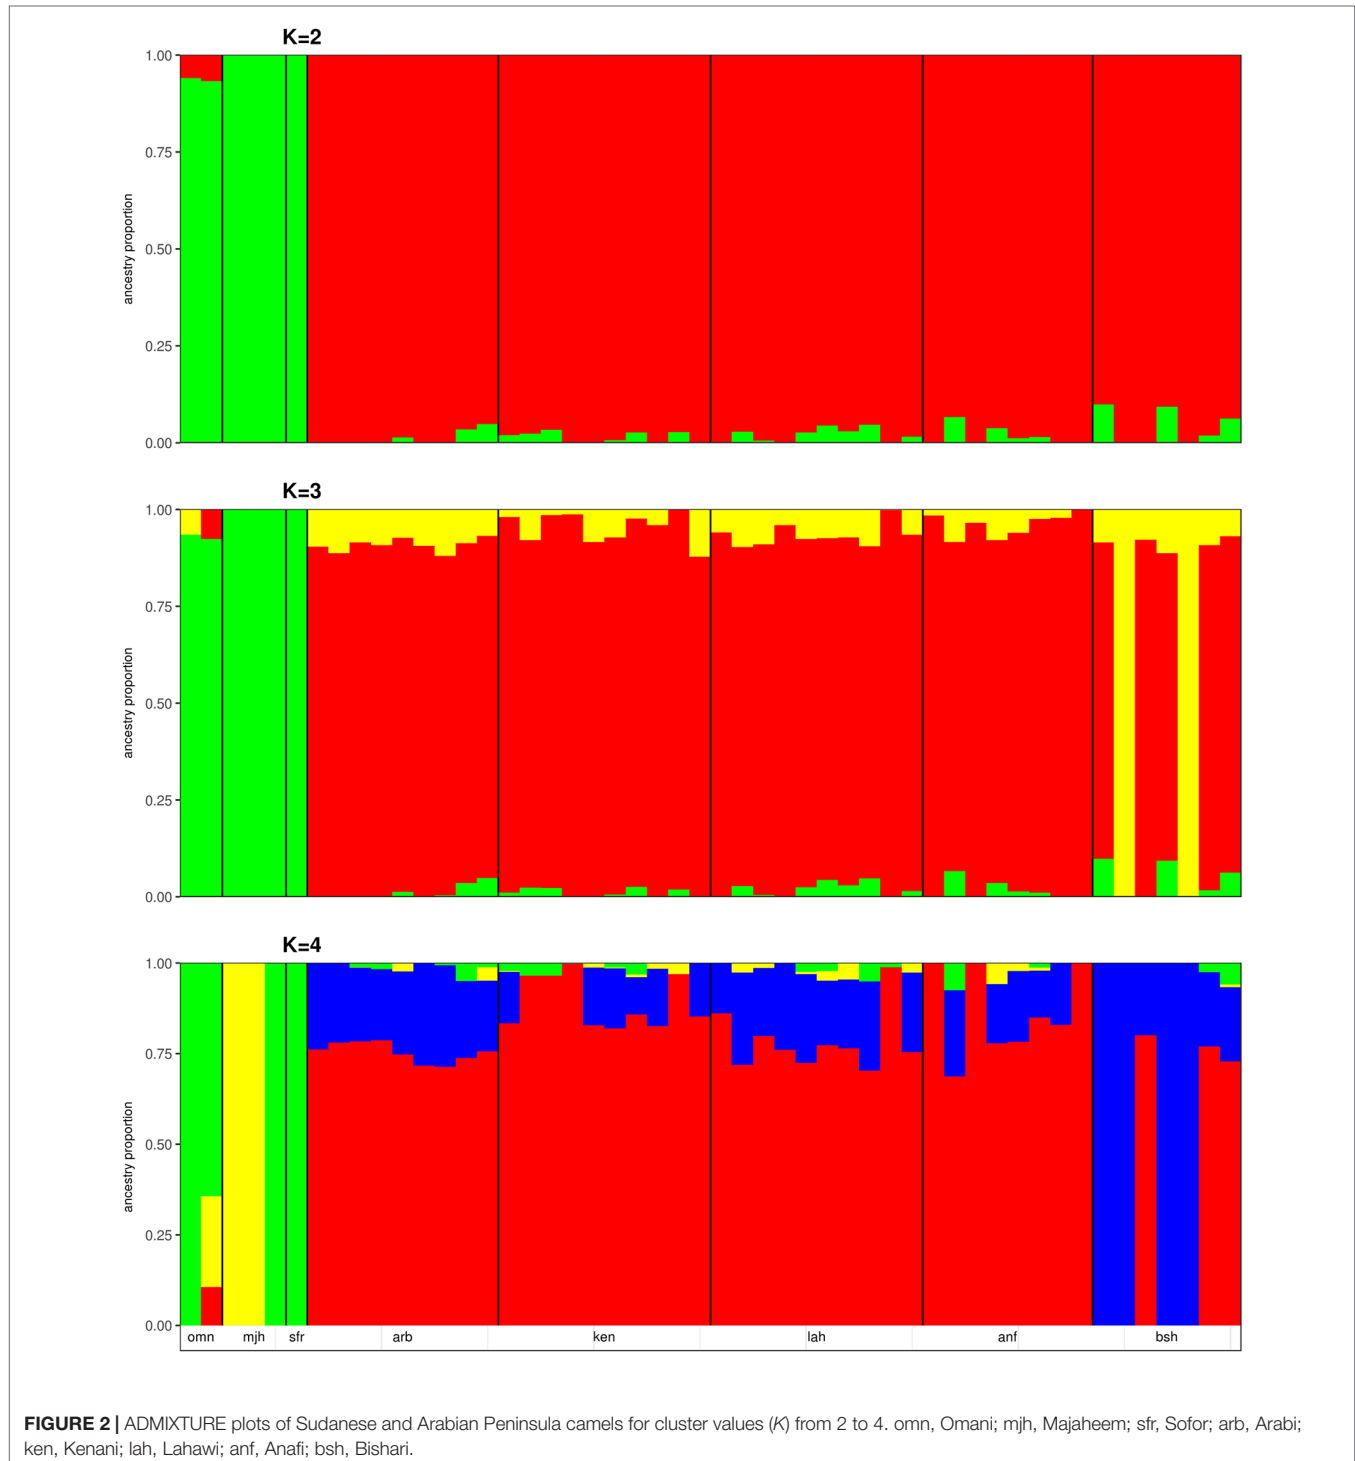 K=2
1.00
0.75
0.50
0.25
0.00
ancestry proportion
K=3
1.00
0.75
0.50
0.25
0.00
ancestry proportion
K=4
1.00
0.75
0.50
0.25
0.00
ancestry proportion
omn mjh sfr arb ken lah anf bsh
FIGURE 2 | ADMIXTURE plots of Sudanese and Arabian Peninsula camels for cluster values (K) from 2 to 4. omn, Omani; mjh, Majaheem; sfr, Sofor; arb, Arabi;
ken, Kenani; lah, Lahawi; anf, Anafi; bsh, Bishari.